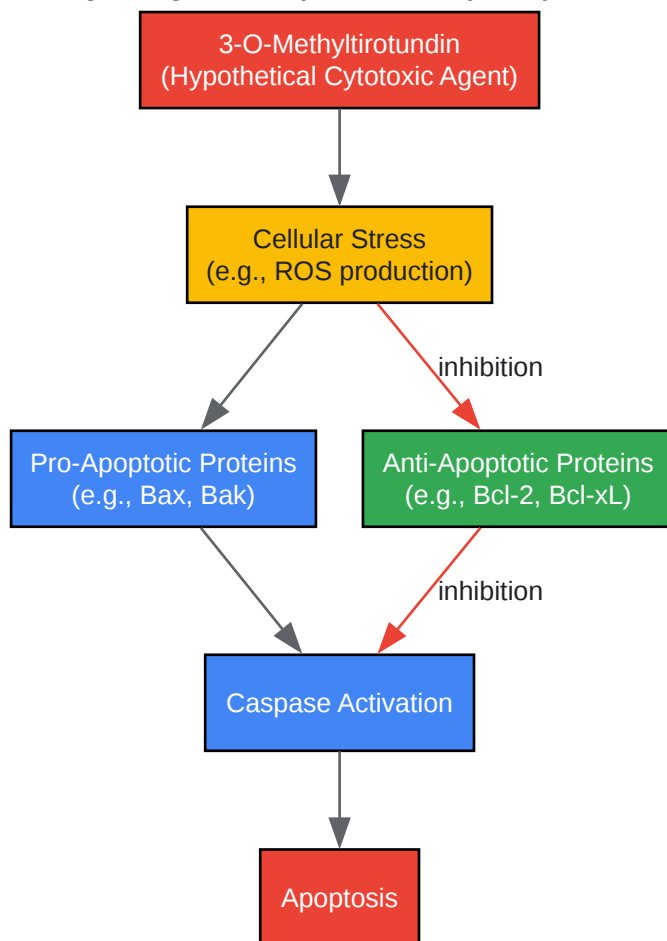 3-O-Methyltirotundin
(Hypothetical Cytotoxic Agent)
Cellular Stress
(e.g., ROS production)
inhibition
Pro-Apoptotic Proteins
(e.g., Bax, Bak)
Anti-Apoptotic Proteins
(e.g., Bcl-2, Bcl-xL)
inhibition
Caspase Activation
Apoptosis